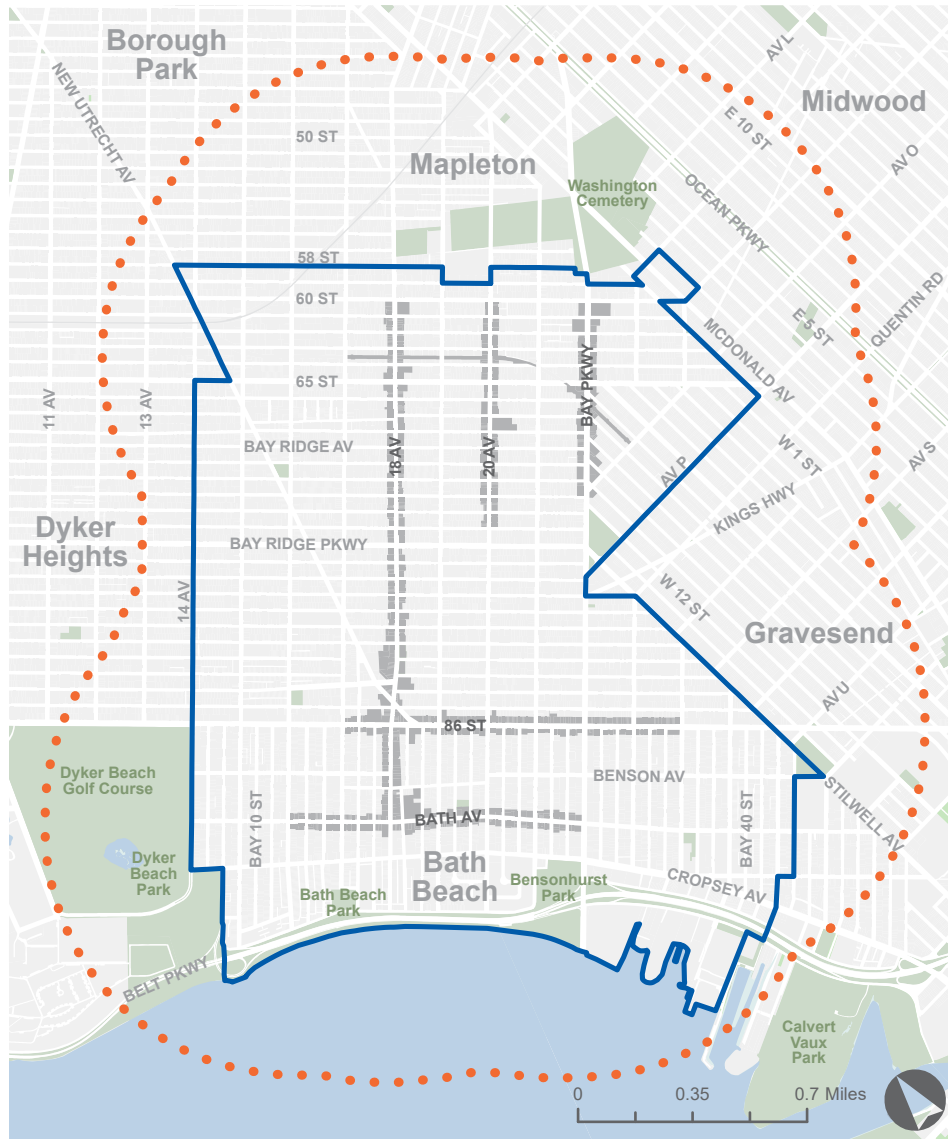 Borough
Park
AV L
Midwood
NEW UTRECHT AV
E 10 ST
50 ST
AV O
Mapleton
Washington
Cemetery
OCEAN PKWY
58 ST
60 ST
QUENTIN RD
E 5 ST
MCDONALD AV
65 ST
11 AV
13 AV
BAY PKWY
BAY RIDGE AV
18 AV
20 AV
W 1 ST
AV S
AV P
KINGS HWY
Dyker
Heights
BAY RIDGE PKWY
14 AV
W 12 ST
Gravesend
AV U
86 ST
Dyker Beach
Golf Course
BENSON AV
STILWELL AV
BAY 10 ST
BATH AV
BAY 40 ST
Dyker
Beach
Park
Bath
Beach
Bath Beach
Park
Bensonhurst
Park
CROPSEY AV
BELT PKWY
Calvert
Vaux
Park
0 0.35 0.7 Miles